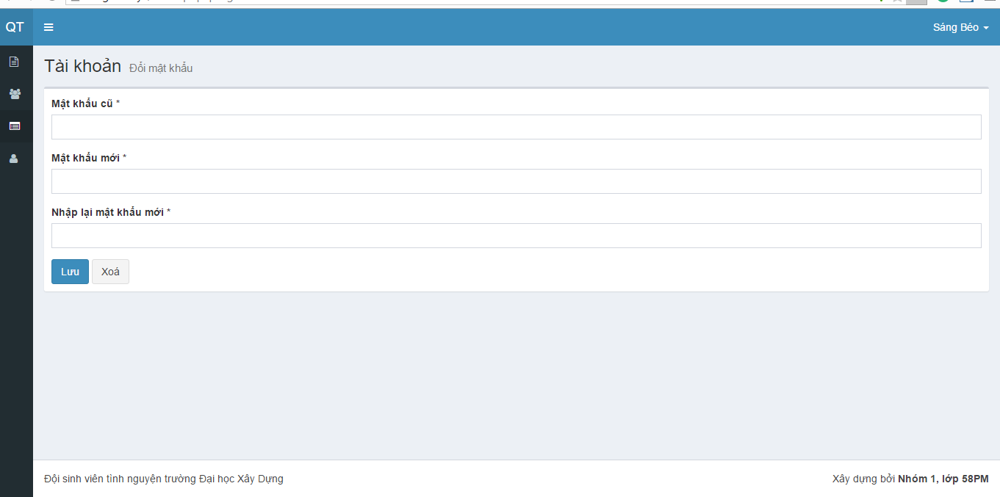 QT
Sáng Béo
Tài khoản Đổi mật khẩu
Mật khẩu cũ *
Mật khẩu mới *
Nhập lại mật khẩu mới *
Lưu Xoá
Đội sinh viên tình nguyện trường Đại học Xây Dựng
Xây dựng bởi Nhóm 1, lớp 58PM